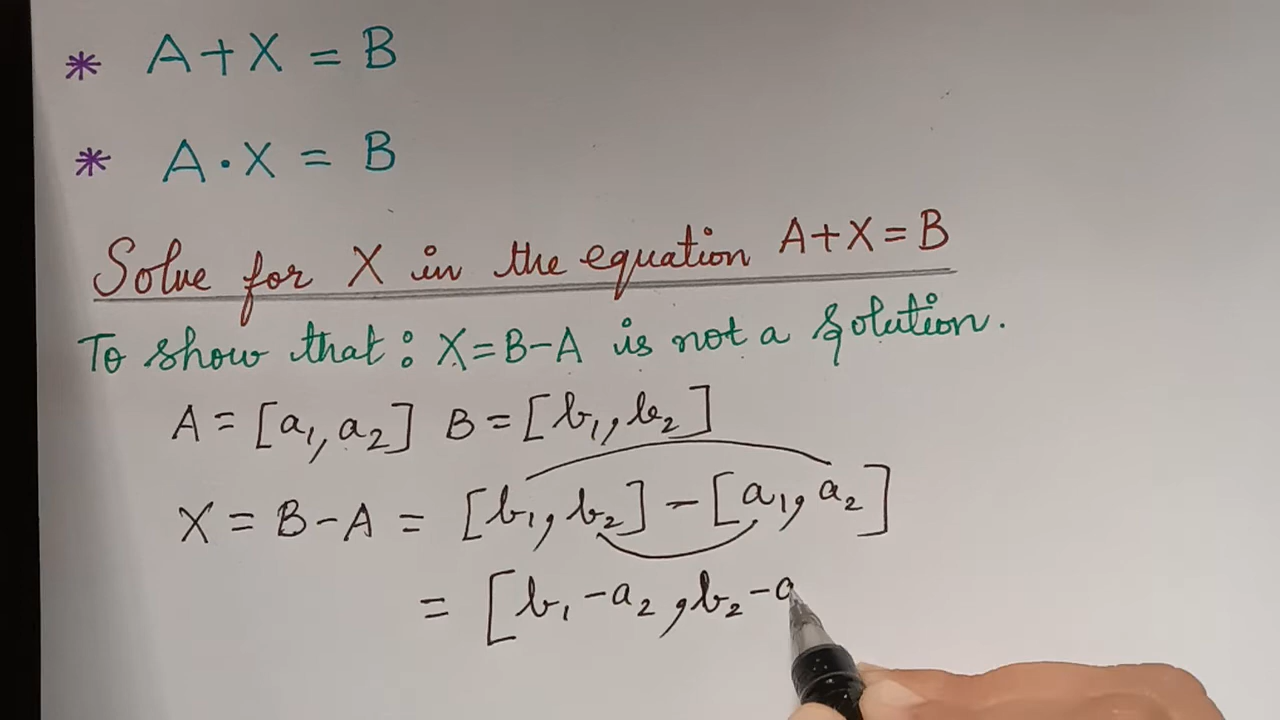 * A+X = B
* A·X = B
Solve for X in the equation A+X=B
To show that: X=B-A is not a solution.
A = [a₁, a₂] B = [b₁, b₂]
X = B-A = [b₁, b₂] - [a₁, a₂]
= [b₁ - a₂, b₂ - a